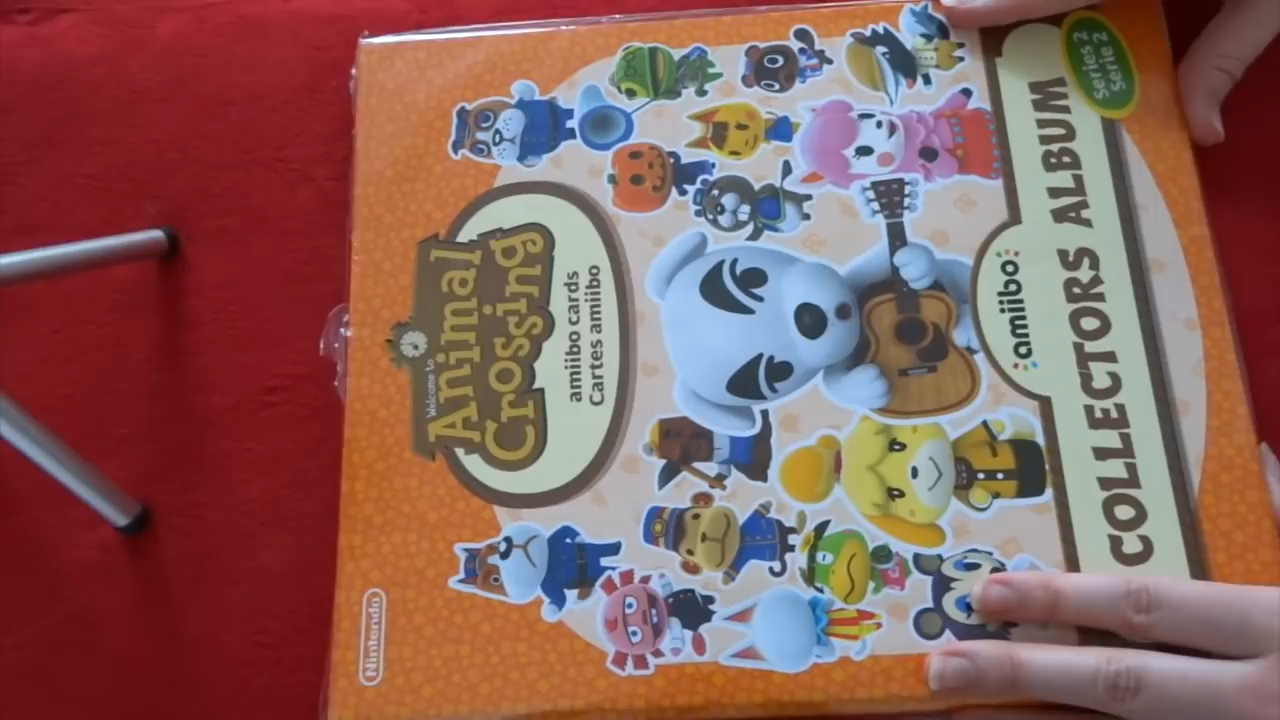 Nintendo
Welcome to
Animal
Crossing
amiibo cards
Cartes amiibo
amiibo
COLLECTORS ALBUM
series 2
série 2